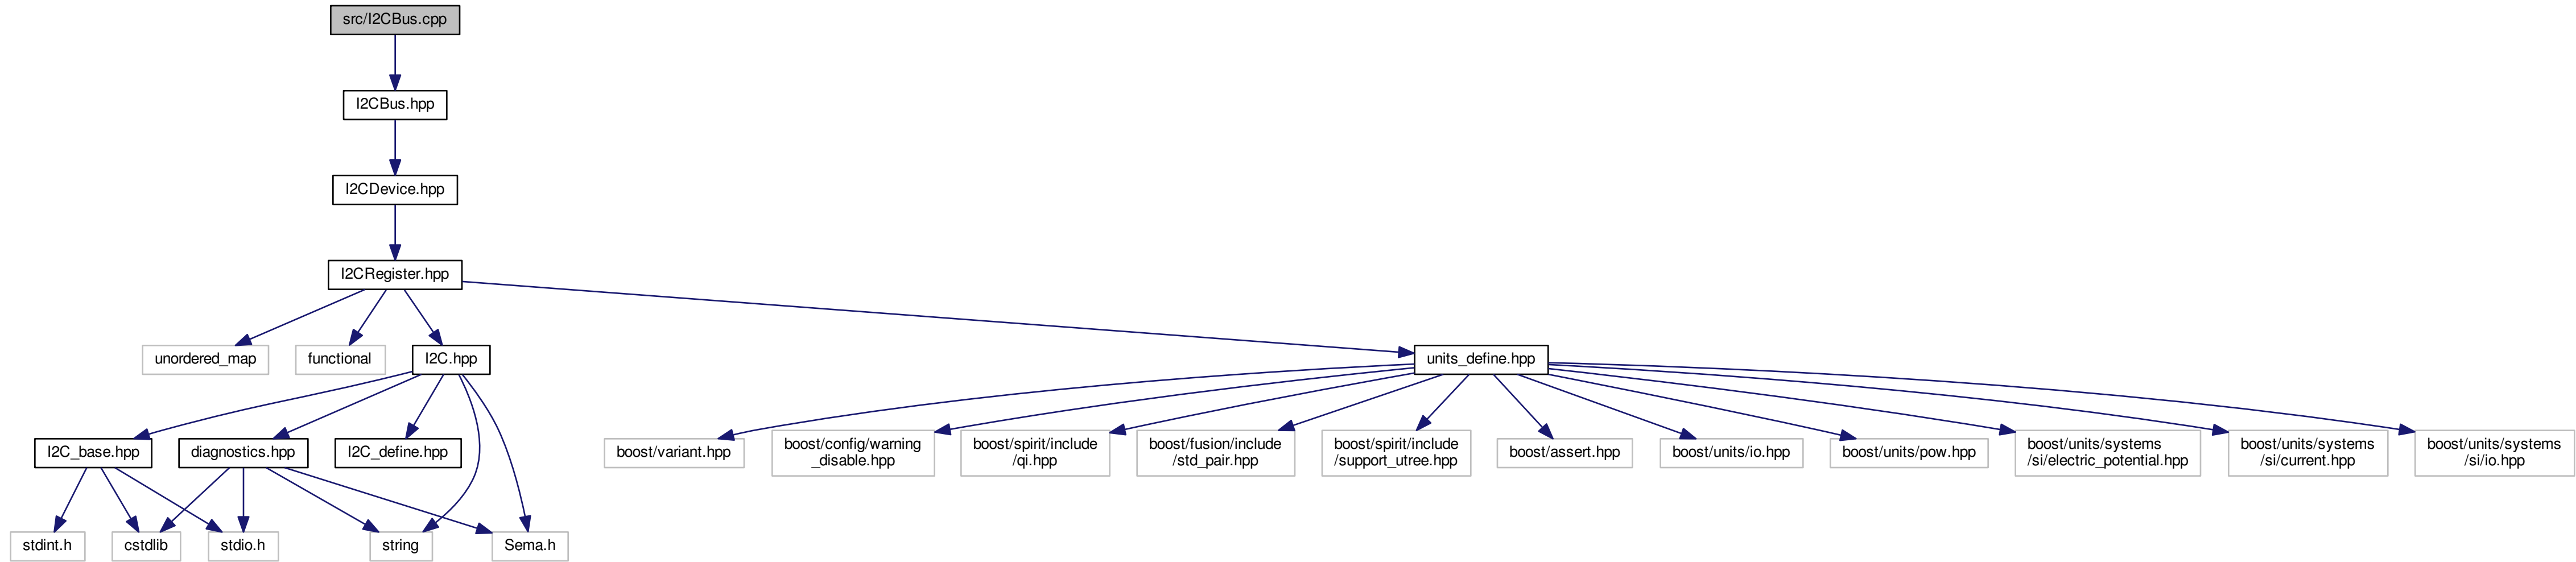 src/I2CBus.cpp
I2CBus.hpp
I2CDevice.hpp
I2CRegister.hpp
unordered_map
functional
I2C.hpp
units_define.hpp
I2C_base.hpp
diagnostics.hpp
I2C_define.hpp
boost/variant.hpp
boost/config/warning
_disable.hpp
boost/spirit/include
/qi.hpp
boost/fusion/include
/std_pair.hpp
boost/spirit/include
/support_utree.hpp
boost/assert.hpp
boost/units/io.hpp
boost/units/pow.hpp
boost/units/systems
/si/electric_potential.hpp
boost/units/systems
/si/current.hpp
boost/units/systems
/si/io.hpp
stdint.h
cstdlib
stdio.h
string
Sema.h